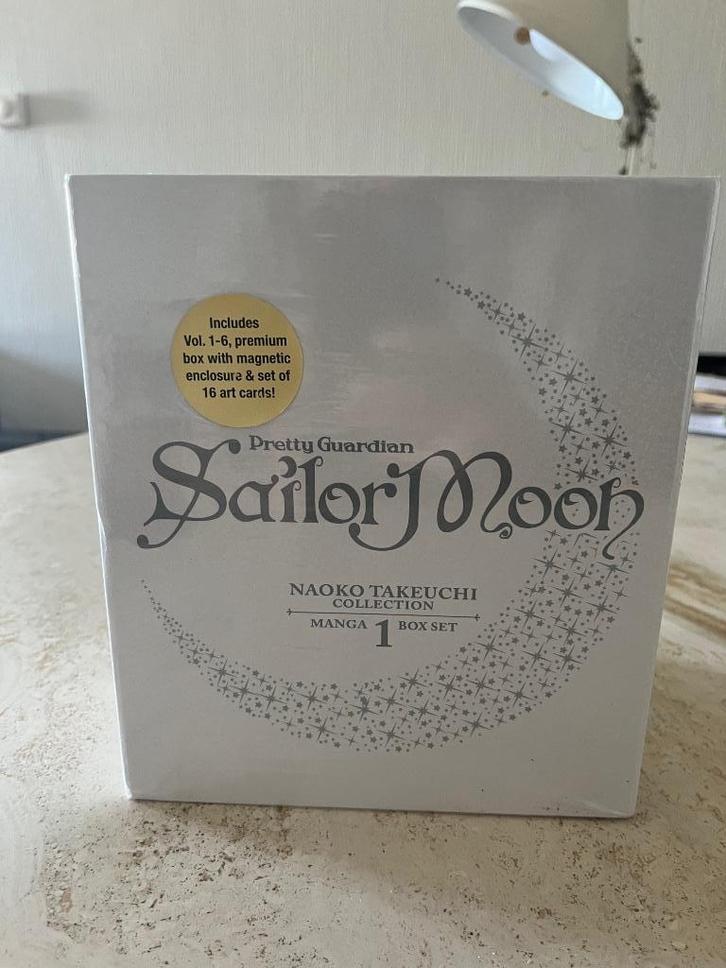 Includes
Vol. 1-6, premium
box with magnetic
enclosure & set of
16 art cards!
Pretty Guardian
Sailor Moon
NAOKO TAKEUCHI
COLLECTION
MANGA 1 BOX SET